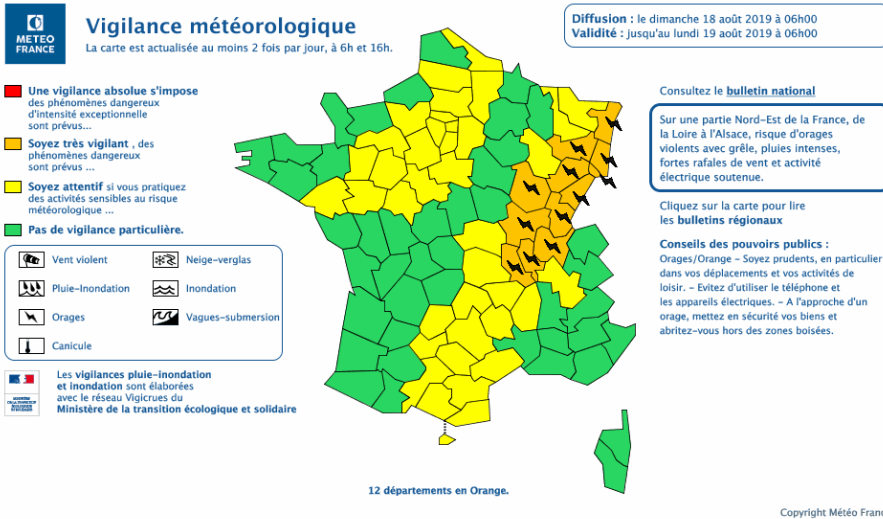 METEO
FRANCE
Vigilance météorologique
La carte est actualisée au moins 2 fois par jour, à 6h et 16h.
Diffusion : le dimanche 18 août 2019 à 06h00
Validité : jusqu'au lundi 19 août 2019 à 06h00
Une vigilance absolue s'impose
des phénomènes dangereux
d'intensité exceptionnelle
sont prévus...
Soyez très vigilant , des
phénomènes dangereux
sont prévus ...
Soyez attentif si vous pratiquez
des activités sensibles au risque
météorologique ...
Pas de vigilance particulière.
Vent violent
Neige-verglas
Pluie-Inondation
Inondation
Orages
Vagues-submersion
Canicule
Les vigilances pluie-inondation
et inondation sont élaborées
avec le réseau Vigicrues du
Ministère de la transition écologique et solidaire
Consultez le bulletin national
Sur une partie Nord-Est de la France, de
la Loire à l'Alsace, risque d'orages
violents avec grêle, pluies intenses,
fortes rafales de vent et activité
électrique soutenue.
Cliquez sur la carte pour lire
les bulletins régionaux
Conseils des pouvoirs publics :
Orages/Orange - Soyez prudents, en particulier
dans vos déplacements et vos activités de
loisir. - Evitez d'utiliser le téléphone et
les appareils électriques. - A l'approche d'un
orage, mettez en sécurité vos biens et
abritez-vous hors des zones boisées.
12 départements en Orange.
Copyright Météo Franc